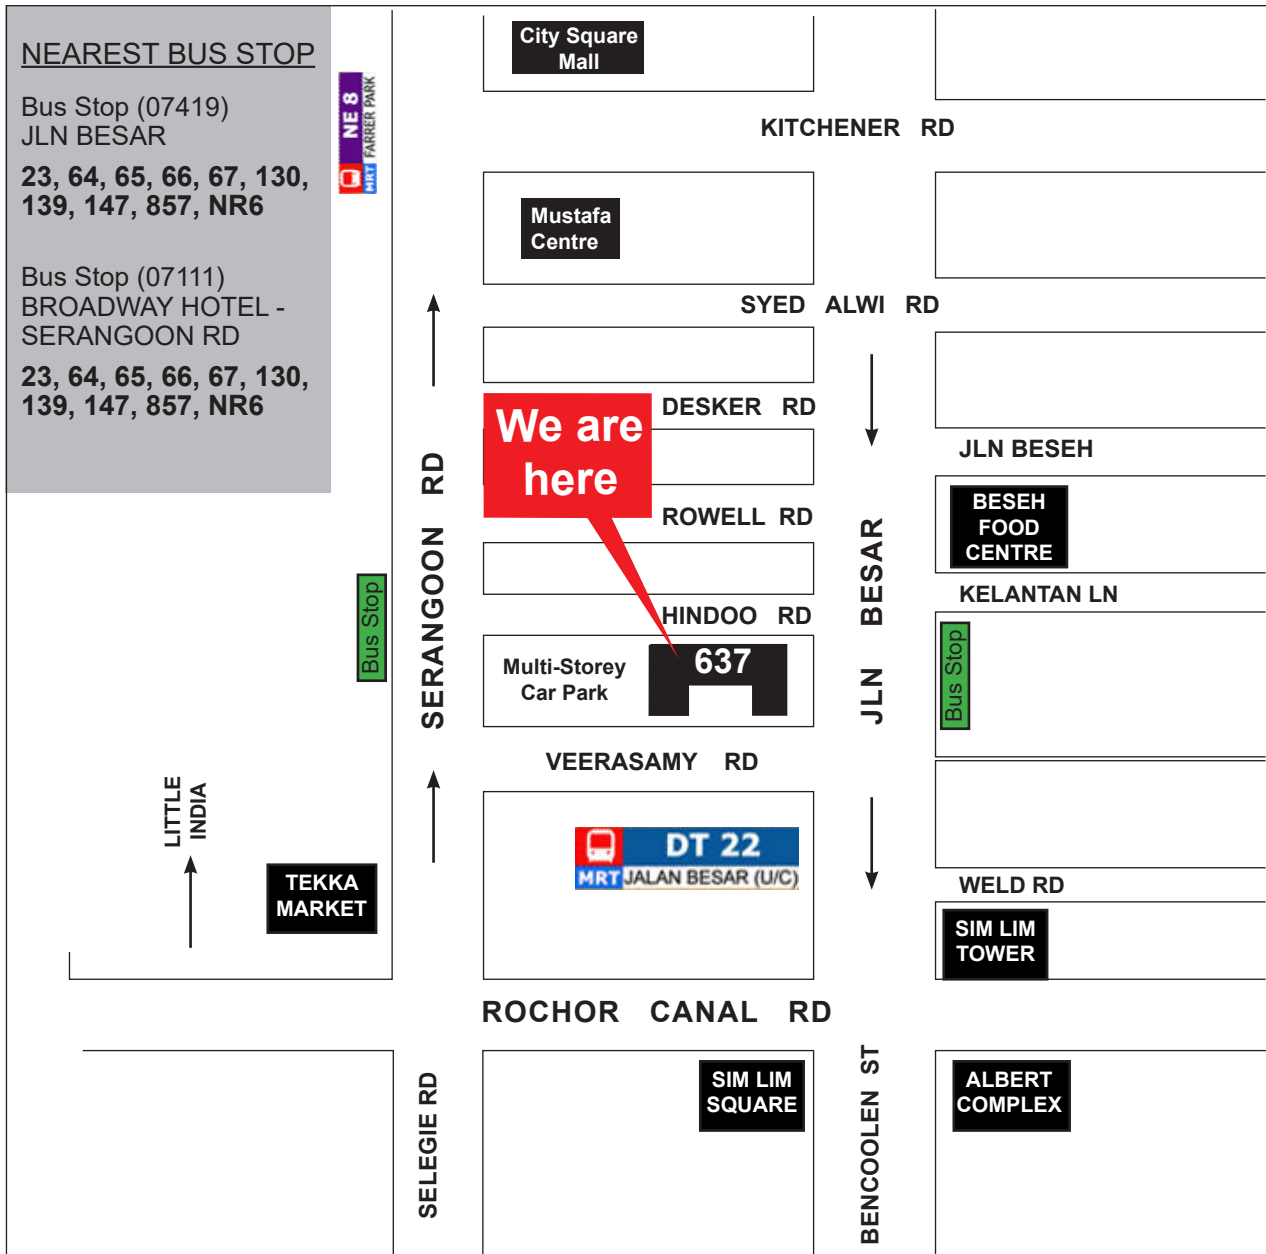 NEAREST BUS STOP
Bus Stop (07419)
JLN BESAR
23, 64, 65, 66, 67, 130,
139, 147, 857, NR6
Bus Stop (07111)
BROADWAY HOTEL -
SERANGOON RD
23, 64, 65, 66, 67, 130,
139, 147, 857, NR6
NE 8
MRT FARRER PARK
City Square
Mall
KITCHENER RD
Mustafa
Centre
SYED ALWI RD
We are
here
DESKER RD
JLN BESEH
ROWELL RD
BESEH
FOOD
CENTRE
SERANGOON RD
JLN BESAR
KELANTAN LN
HINDOO RD
Bus Stop
Multi-Storey
Car Park
637
Bus Stop
VEERASAMY RD
LITTLE
INDIA
DT 22
MRT JALAN BESAR (U/C)
TEKKA
MARKET
WELD RD
SIM LIM
TOWER
ROCHOR CANAL RD
SELEGIE RD
SIM LIM
SQUARE
BENCOOLEN ST
ALBERT
COMPLEX